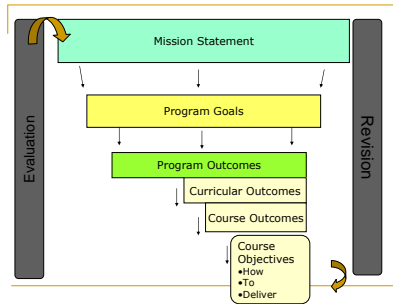 Mission Statement
Evaluation
Revision
Program Goals
Program Outcomes
Curricular Outcomes
Course Outcomes
Course
Objectives
•How
•To
•Deliver